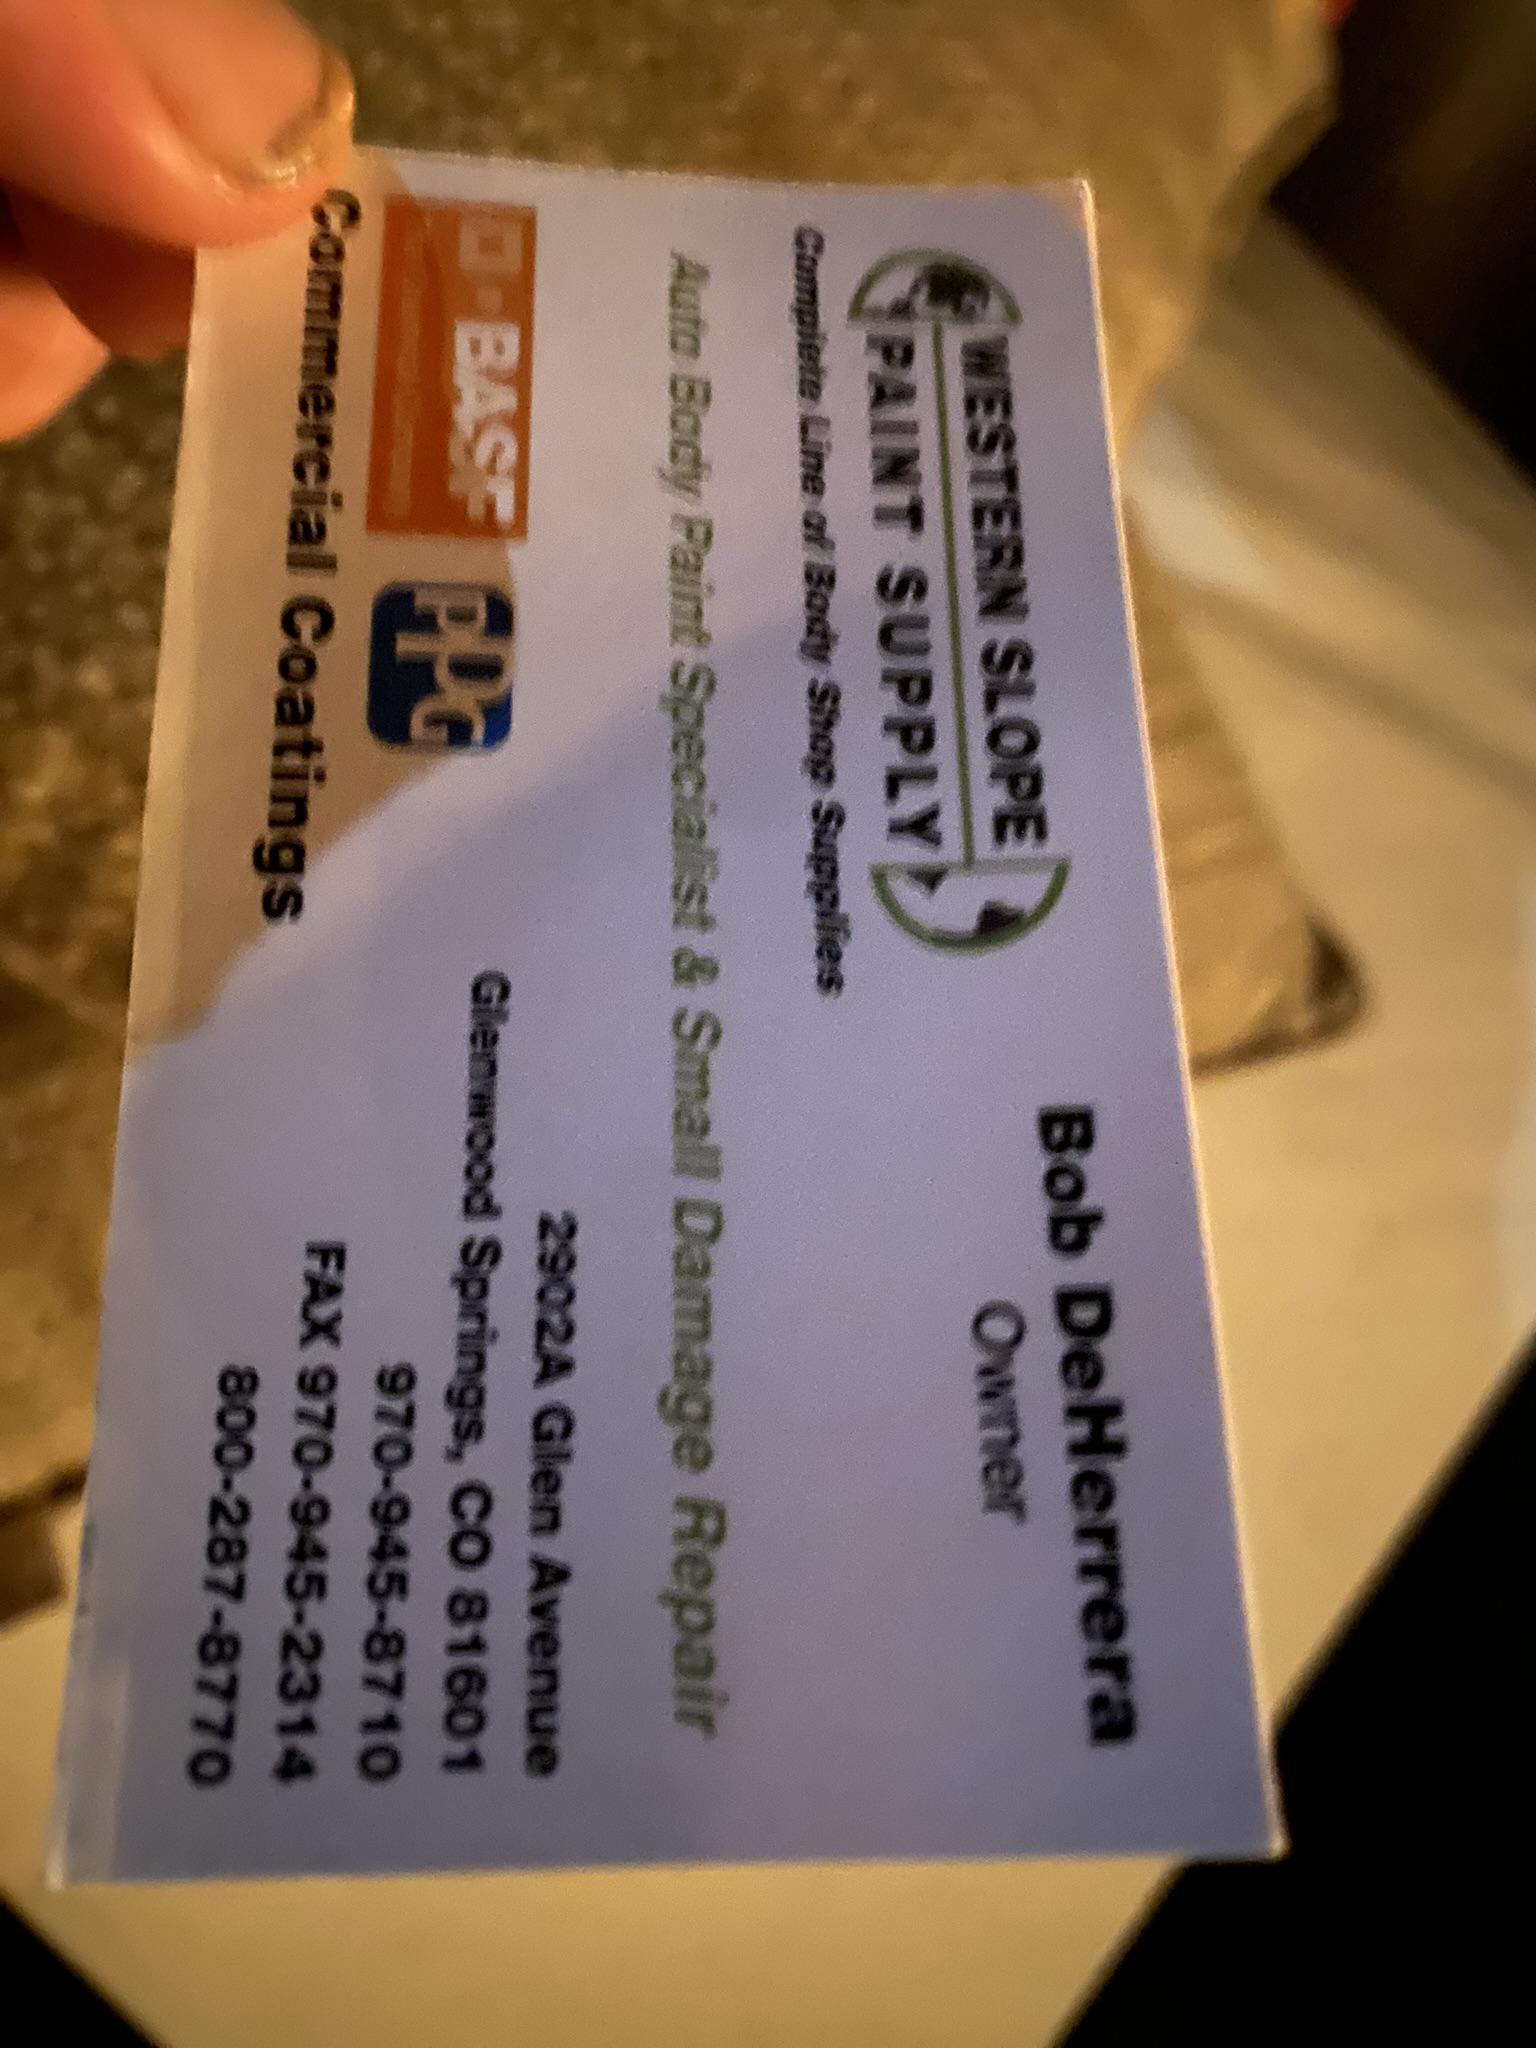 WESTERN SLOPE
PAINT SUPPLY
Complete Line of Body Shop Supplies
Bob DeHerrera
Owner
Auto Body Paint Specialist & Small Damage Repair
BASF
PPG
Commercial Coatings
2902A Glen Avenue
Glenwood Springs, CO 81601
970-945-8710
FAX 970-945-2314
800-287-8770